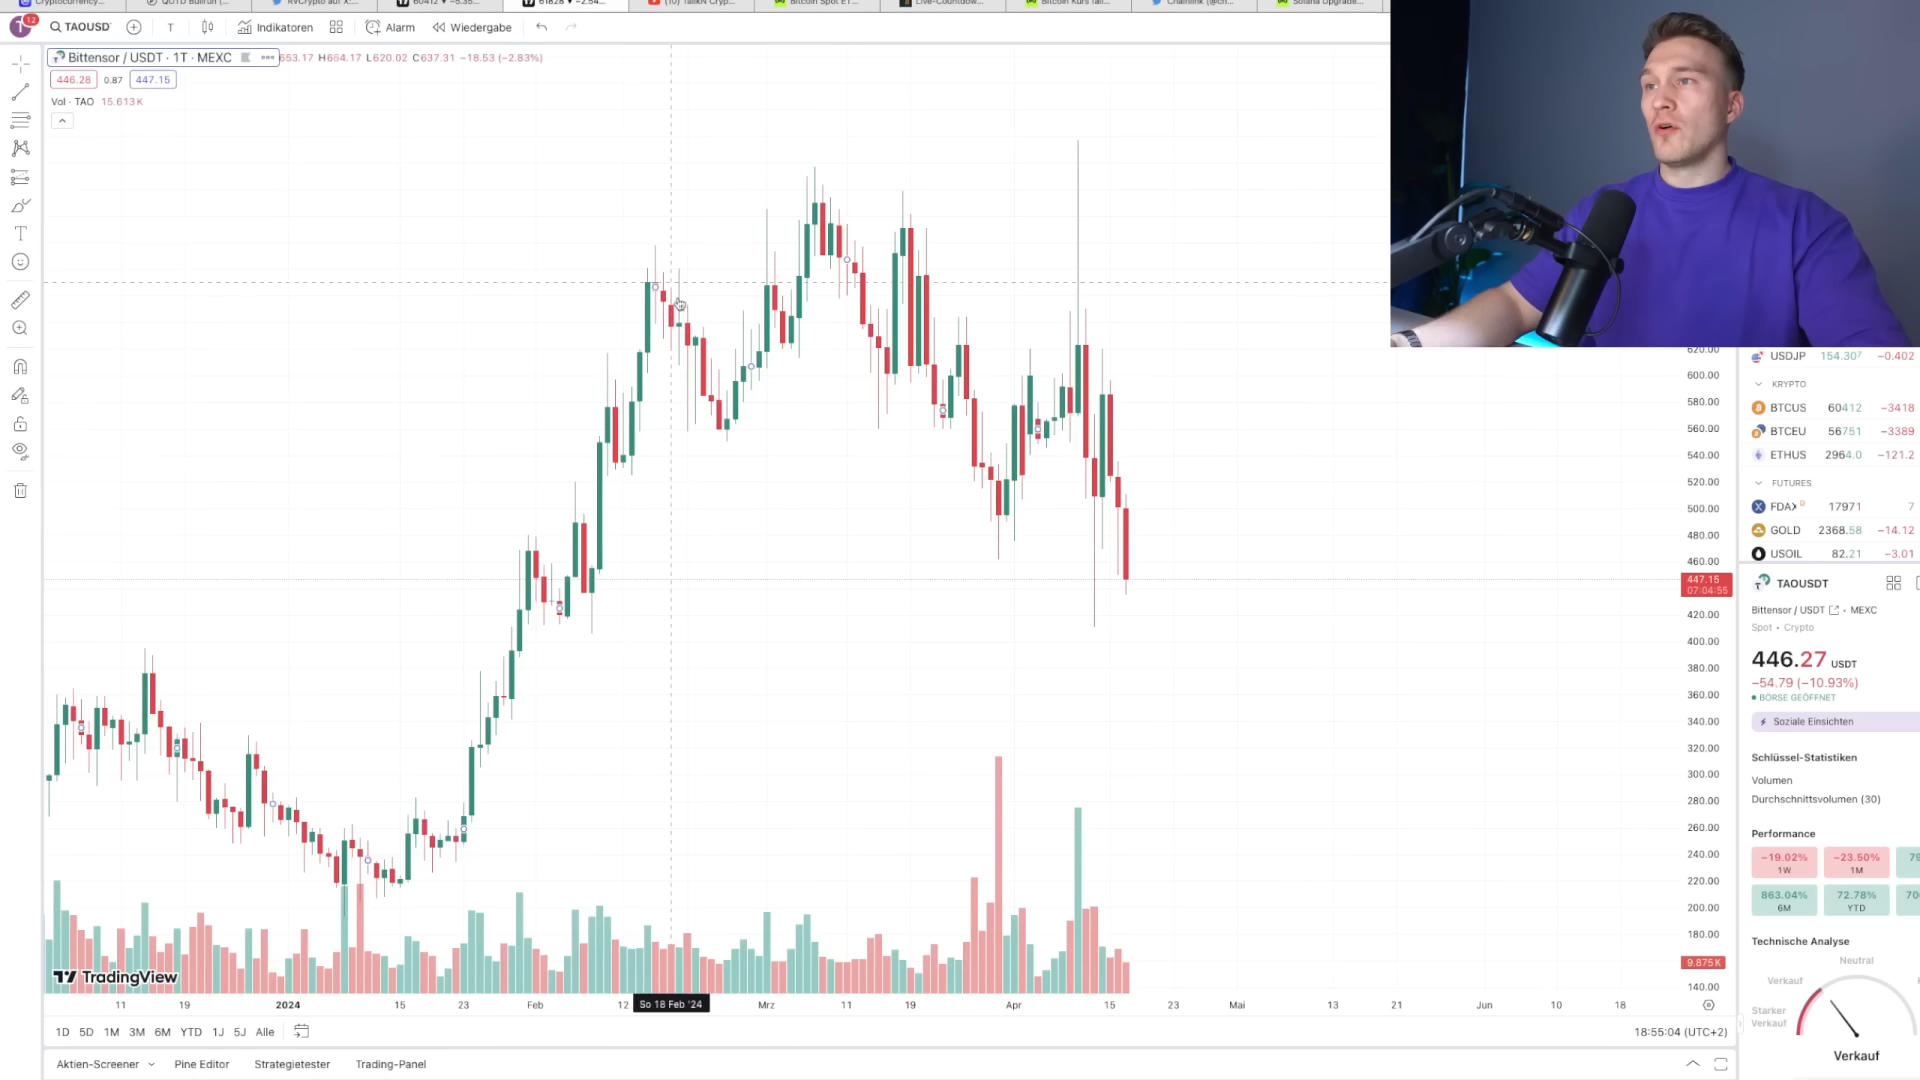 12
TAOUSD
T
Indikatoren
Alarm
Wiedergabe
Bittensor / USDT · 1T · MEXC
653.17 H664.17 L620.02 C637.31 −18.53 (−2.83%)
446.28 0.87 447.15
Vol · TAO 15.613K
620.00
600.00
580.00
560.00
540.00
520.00
500.00
480.00
460.00
447.15
07:04:55
420.00
400.00
380.00
360.00
340.00
320.00
300.00
280.00
260.00
240.00
220.00
200.00
180.00
9.875K
140.00
TradingView
11 19 2024 15 23 Feb 12 So 18 Feb '24 Mrz 11 19 Apr 15 23 Mai 13 21 Jun 10 18
1D 5D 1M 3M 6M YTD 1J 5J Alle
18:55:04 (UTC+2)
Aktien-Screener Pine Editor Strategietester Trading-Panel
USDJP 154.307 −0.402
KRYPTO
BTCUS 60412 −3418
BTCEU 56751 −3389
ETHUS 2964.0 −121.2
FUTURES
FDAX D 17971 7
GOLD 2368.58 −14.12
USOIL 82.21 −3.01
TAOUSDT
Bittensor / USDT · MEXC
Spot · Crypto
446.27 USDT
−54.79 (−10.93%)
BÖRSE GEÖFFNET
Soziale Einsichten
Schlüssel-Statistiken
Volumen
Durchschnittsvolumen (30)
Performance
−19.02% −23.50% 79
1W 1M
863.04% 72.78% 70
6M YTD
Technische Analyse
Neutral
Verkauf
Starker
Verkauf
Verkauf